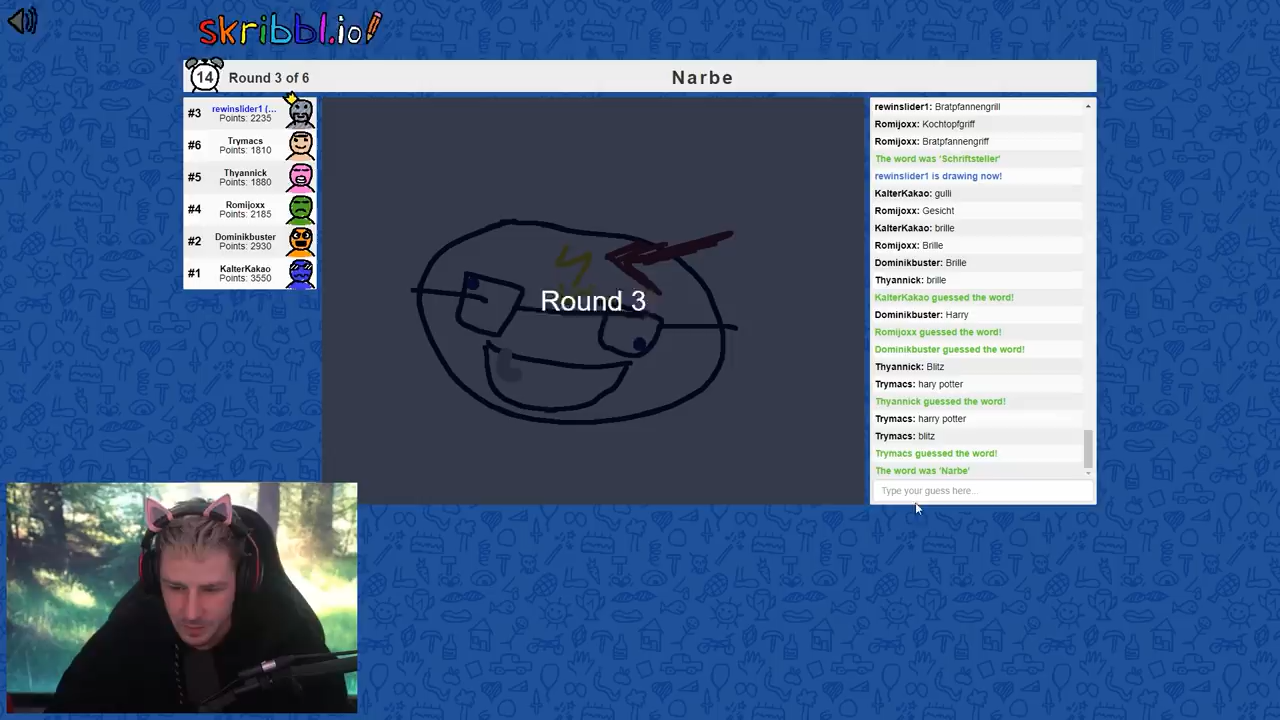 skribbl.io!
14
Round 3 of 6
Narbe
#3
rewinslider1 (...
Points: 2235
#6
Trymacs
Points: 1810
#5
Thyannick
Points: 1880
#4
Romijoxx
Points: 2185
#2
Dominikbuster
Points: 2930
#1
KalterKakao
Points: 3550
Round 3
rewinslider1: Bratpfannengrill
Romijoxx: Kochtopfgriff
Romijoxx: Bratpfannengriff
The word was 'Schriftsteller'
rewinslider1 is drawing now!
KalterKakao: gulli
Romijoxx: Gesicht
KalterKakao: brille
Romijoxx: Brille
Dominikbuster: Brille
Thyannick: brille
KalterKakao guessed the word!
Dominikbuster: Harry
Romijoxx guessed the word!
Dominikbuster guessed the word!
Thyannick: Blitz
Trymacs: hary potter
Thyannick guessed the word!
Trymacs: harry potter
Trymacs: blitz
Trymacs guessed the word!
The word was 'Narbe'
Type your guess here...